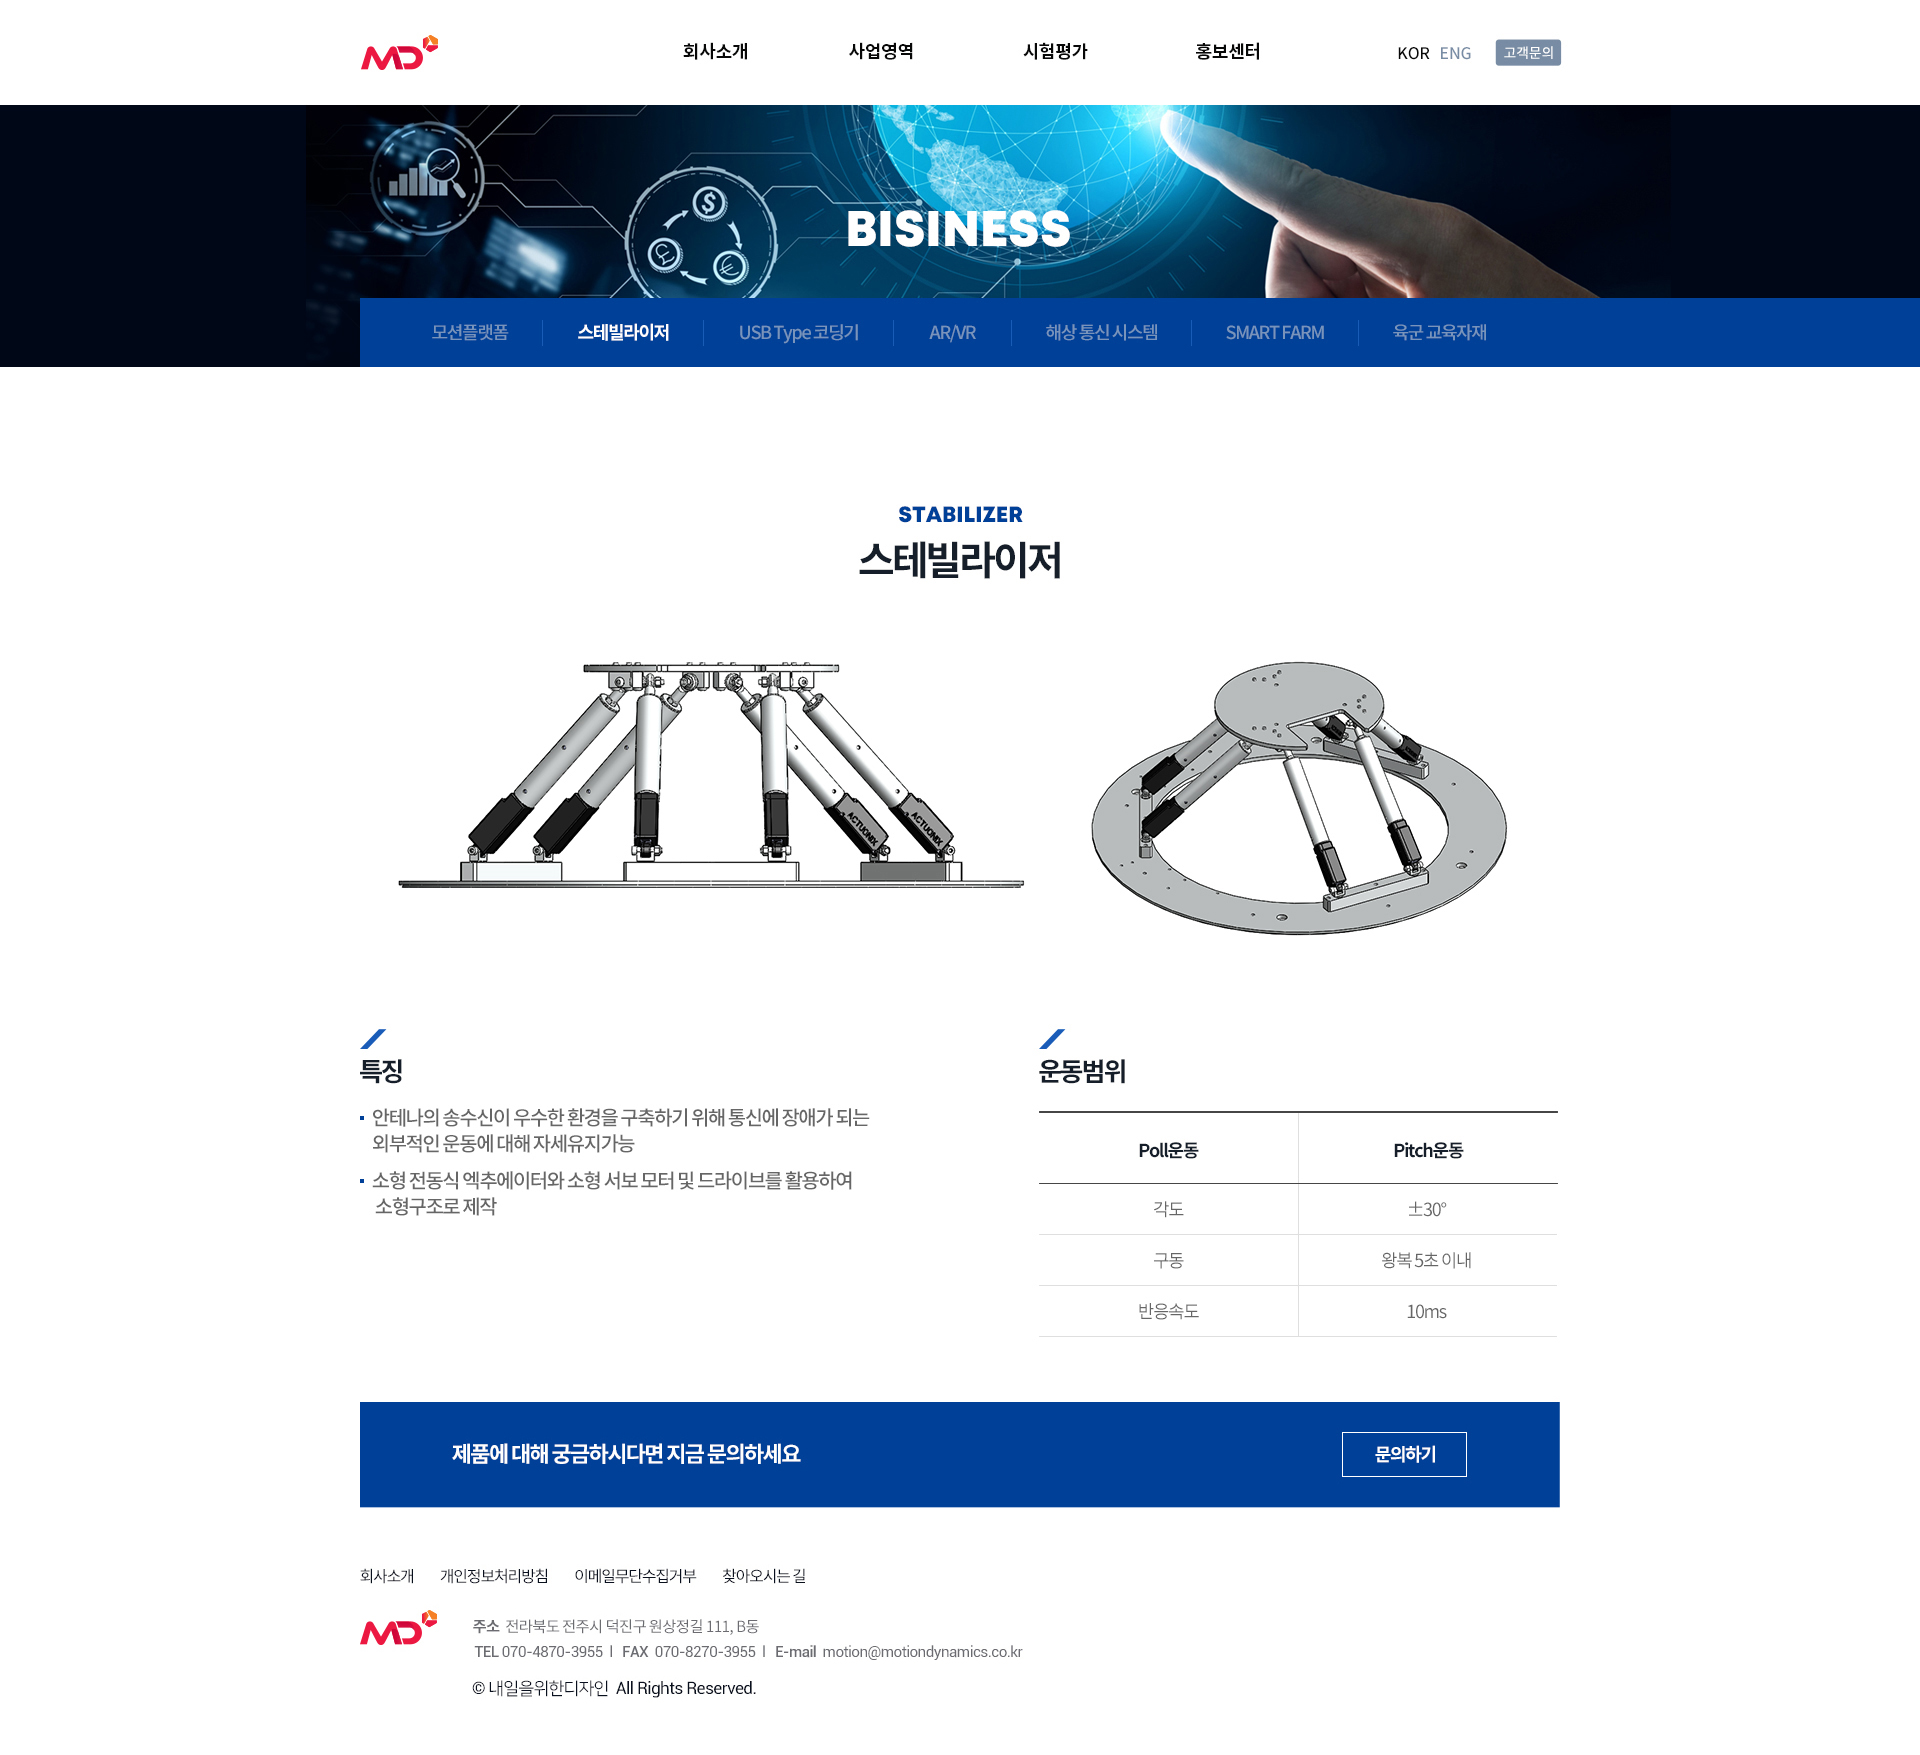 MD
회사소개 사업영역 시험평가 홍보센터 KOR ENG 고객문의
BISINESS
모션플랫폼 스테빌라이저 USB Type 코딩기 AR/VR 해상 통신 시스템 SMART FARM 육군 교육자재
STABILIZER
스테빌라이저
ACTUONIX ACTUONIX
특징
안테나의 송수신이 우수한 환경을 구축하기 위해 통신에 장애가 되는
외부적인 운동에 대해 자세유지가능
소형 전동식 엑추에이터와 소형 서보 모터 및 드라이브를 활용하여
소형구조로 제작
운동범위
Poll운동 Pitch운동
각도 ±30°
구동 왕복 5초 이내
반응속도 10ms
제품에 대해 궁금하시다면 지금 문의하세요 문의하기
회사소개 개인정보처리방침 이메일무단수집거부 찾아오시는 길
MD
주소 전라북도 전주시 덕진구 원상정길 111, B동
TEL 070-4870-3955 | FAX 070-8270-3955 | E-mail motion@motiondynamics.co.kr
© 내일을위한디자인 All Rights Reserved.